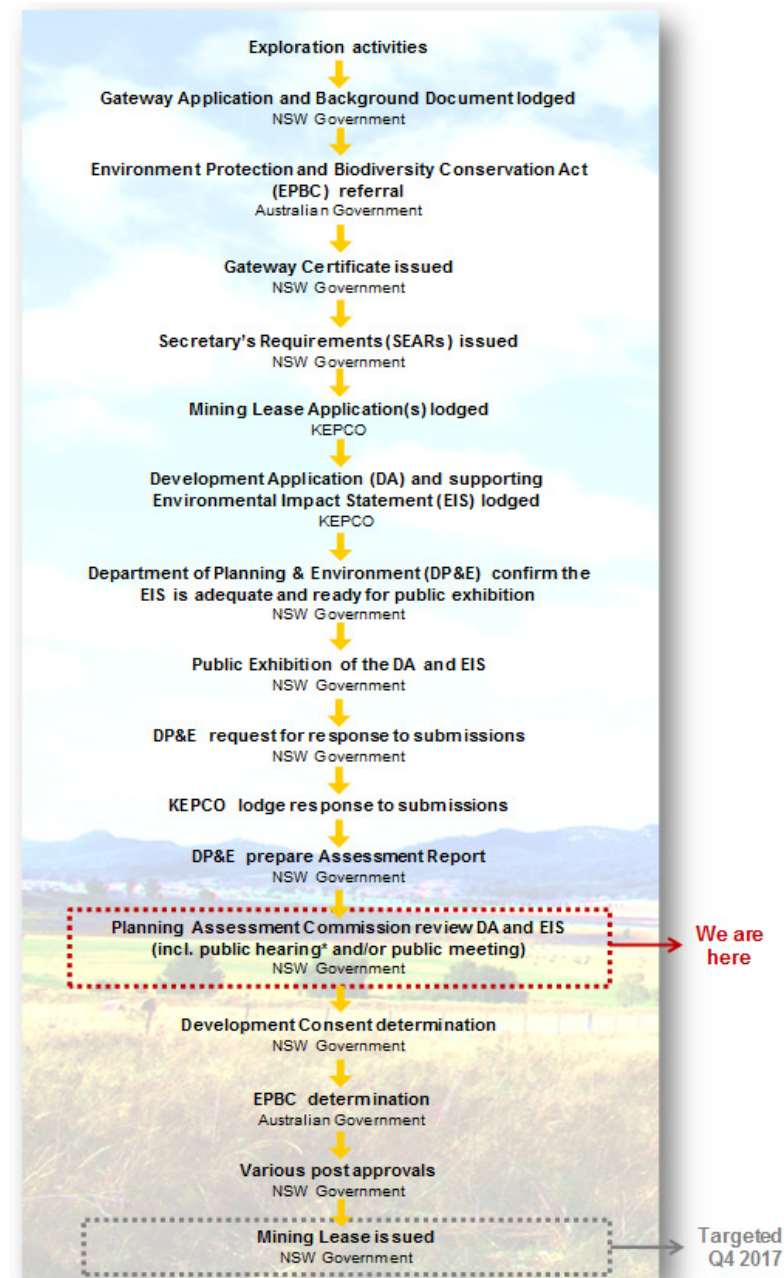 Exploration activities
Gateway Application and Background Document lodged
NSW Government
Environment Protection and Biodiversity Conservation Act
(EPBC) referral
Australian Government
Gateway Certificate issued
NSW Government
Secretary's Requirements (SEARs) issued
NSW Government
Mining Lease Application(s) lodged
KEPCO
Development Application (DA) and supporting
Environmental Impact Statement (EIS) lodged
KEPCO
Department of Planning & Environment (DP&E) confirm the
EIS is adequate and ready for public exhibition
NSW Government
Public Exhibition of the DA and EIS
NSW Government
DP&E request for response to submissions
NSW Government
KEPCO lodge response to submissions
DP&E prepare Assessment Report
NSW Government
Planning Assessment Commission review DA and EIS
(incl. public hearing* and/or public meeting)
NSW Government
We are
here
Development Consent determination
NSW Government
EPBC determination
Australian Government
Various post approvals
NSW Government
Mining Lease issued
NSW Government
Targeted
Q4 2017